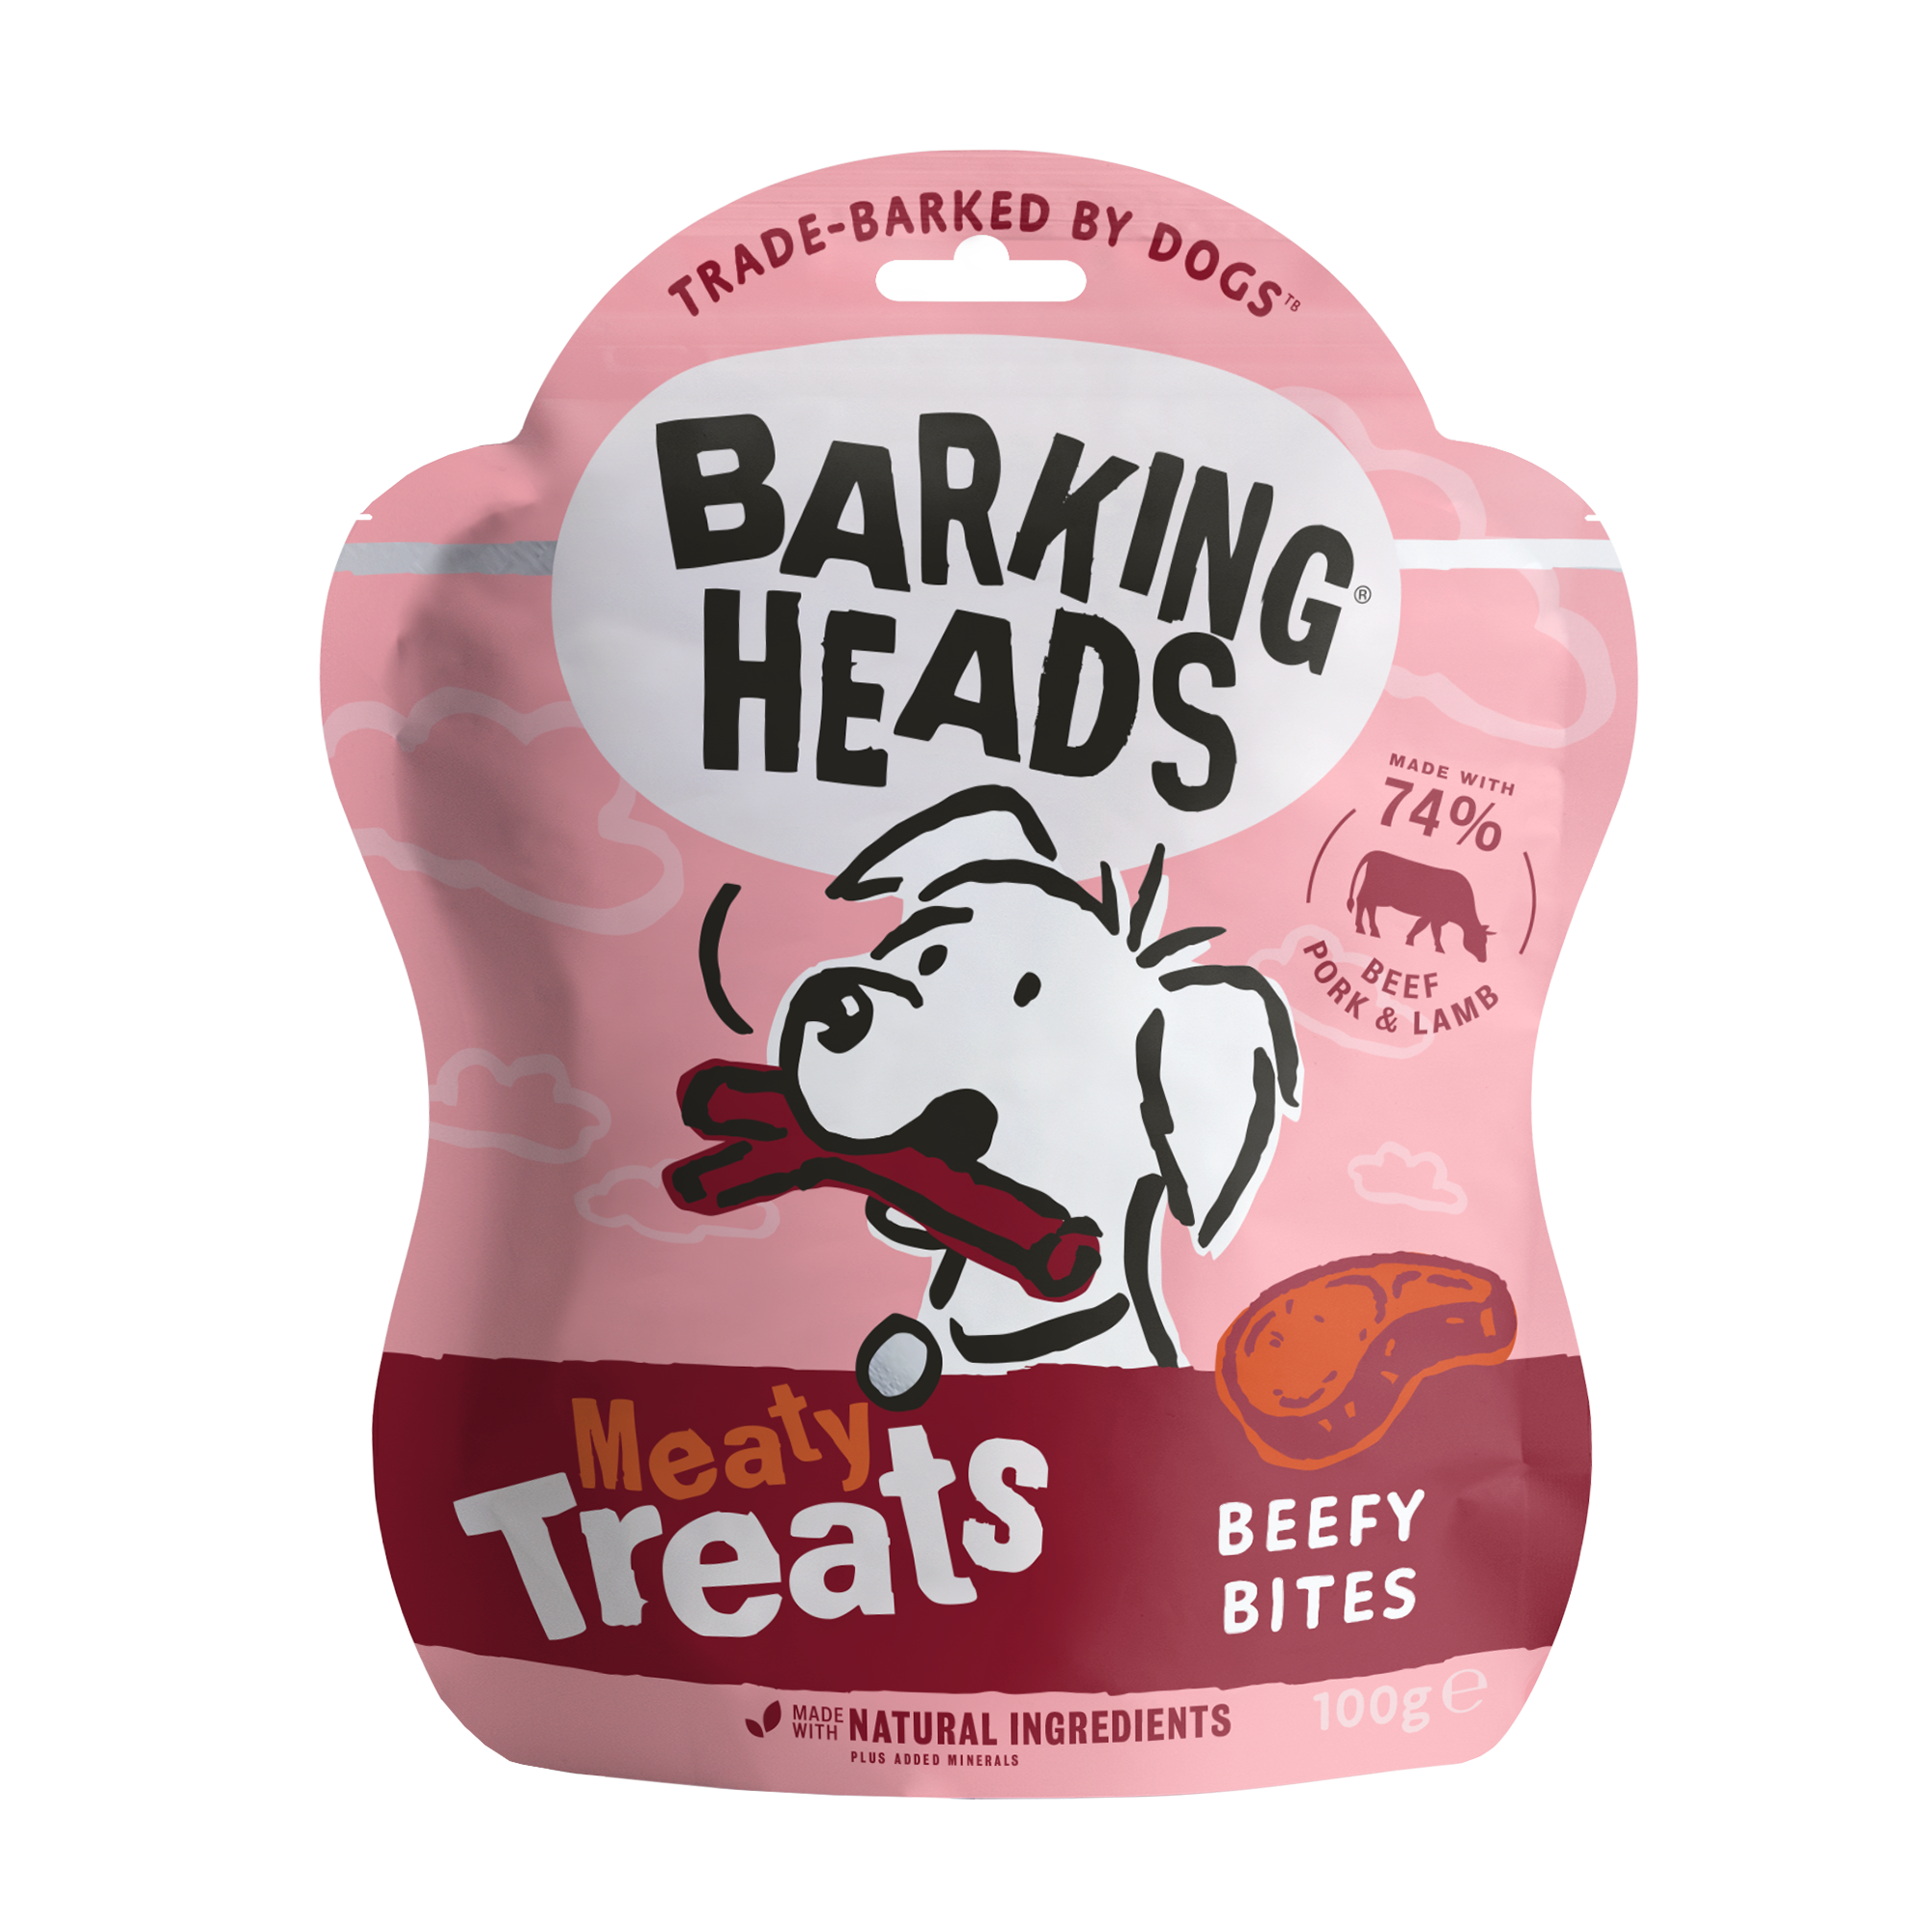 TRADE-BARKED BY DOGS™ᴮ
BARKING
HEADS®
MADE WITH
74%
BEEF
PORK & LAMB
Meaty
Treats
BEEFY
BITES
MADE
WITH NATURAL INGREDIENTS
PLUS ADDED MINERALS
100g ℮